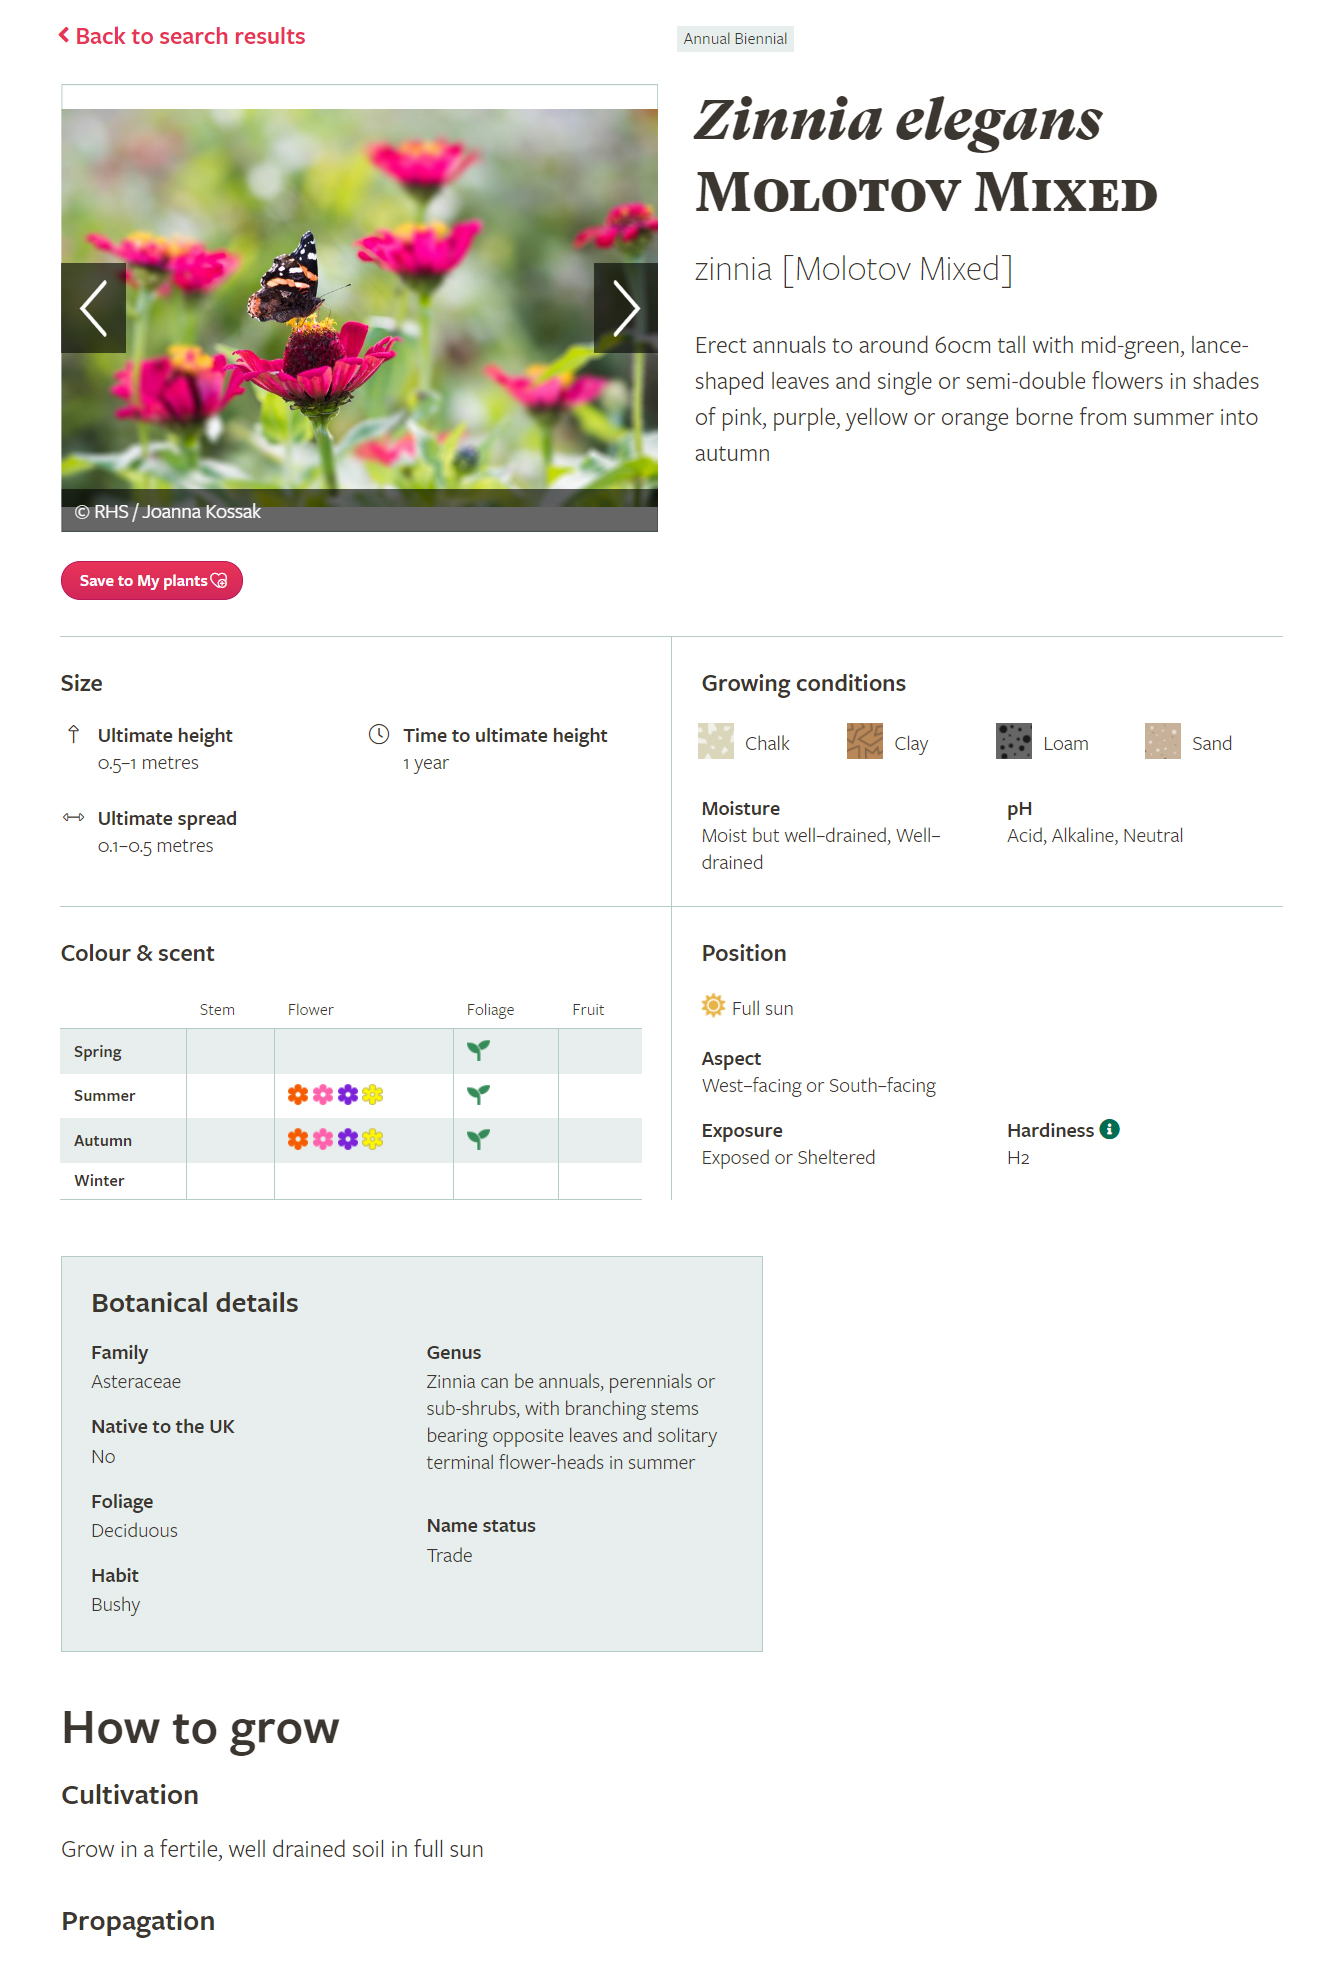 Back to search results
Annual Biennial
Zinnia elegans
MOLOTOV MIXED
zinnia [Molotov Mixed]
Erect annuals to around 60cm tall with mid-green, lance-
shaped leaves and single or semi-double flowers in shades
of pink, purple, yellow or orange borne from summer into
autumn
© RHS / Joanna Kossak
Save to My plants
Size
Ultimate height
0.5–1 metres
Time to ultimate height
1 year
Ultimate spread
0.1–0.5 metres
Growing conditions
Chalk
Clay
Loam
Sand
Moisture
Moist but well–drained, Well–
drained
pH
Acid, Alkaline, Neutral
Colour & scent
Stem Flower Foliage Fruit
Spring
Summer
Autumn
Winter
Position
Full sun
Aspect
West–facing or South–facing
Exposure
Exposed or Sheltered
Hardiness
H2
Botanical details
Family
Asteraceae
Native to the UK
No
Foliage
Deciduous
Habit
Bushy
Genus
Zinnia can be annuals, perennials or
sub-shrubs, with branching stems
bearing opposite leaves and solitary
terminal flower-heads in summer
Name status
Trade
How to grow
Cultivation
Grow in a fertile, well drained soil in full sun
Propagation